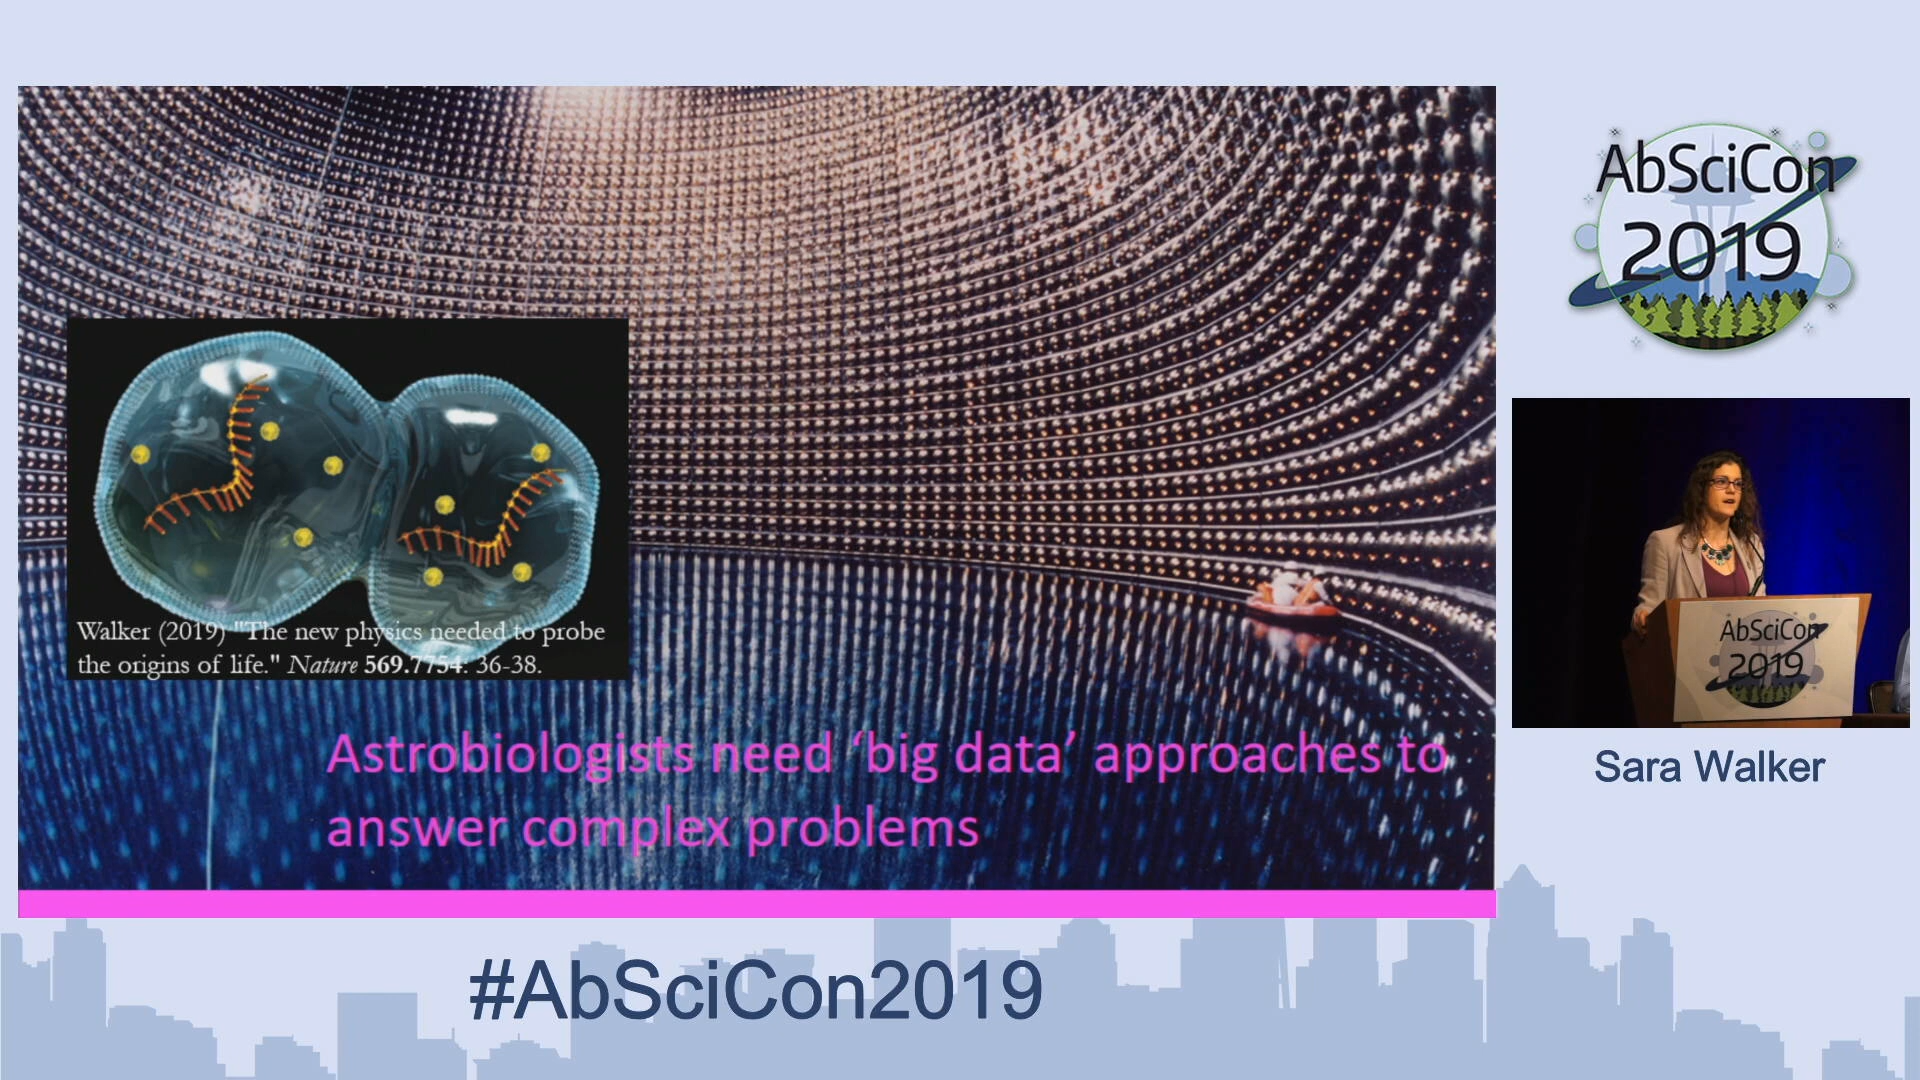 AbSciCon
2019
Walker (2019) "The new physics needed to probe
the origins of life." Nature 569.7754: 36-38.
Astrobiologists need ‘big data’ approaches to
answer complex problems
AbSciCon
2019
Sara Walker
#AbSciCon2019